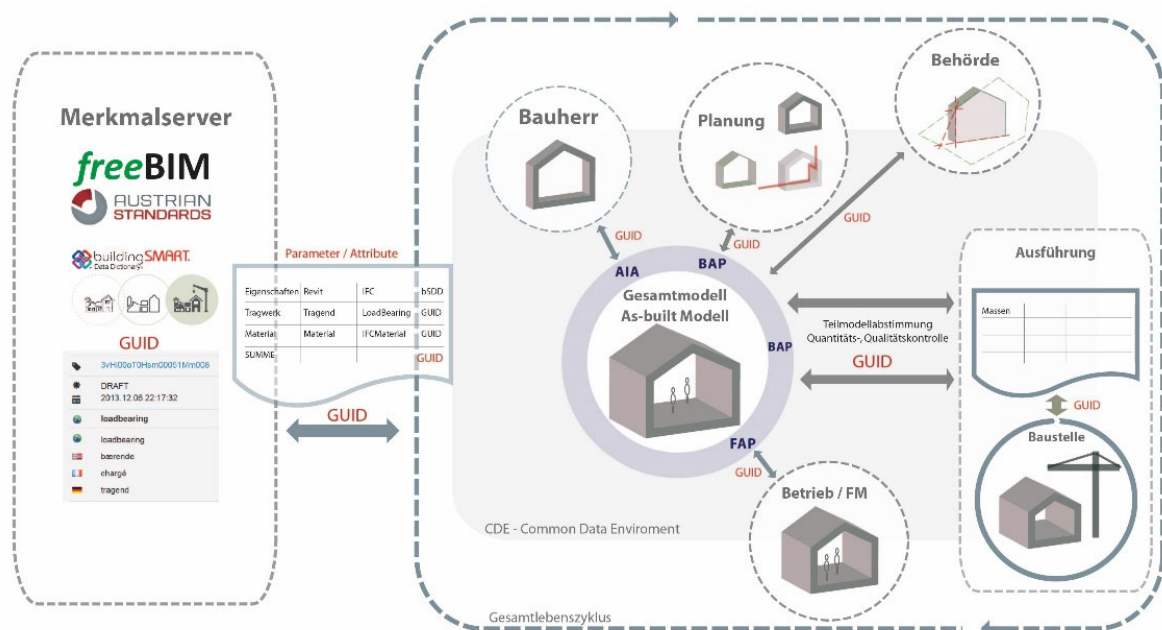 Merkmalserver
freeBIM
AUSTRIAN
STANDARDS
buildingSMART.
Data Dictionary
GUID
DRAFT
2013.12.08 22:17:32
loadbearing
loadbearing
bærende
chargé
tragend
Parameter / Attribute
Eigenschaften Revit IFC bSDD
Tragwerk Tragend LoadBearing GUID
Material Material IFCMaterial GUID
SUMME GUID
GUID
Bauherr
GUID
Planung
GUID
Behörde
GUID
AIA
BAP
BAP
FAP
Gesamtmodell
As-built Modell
Teilmodellabstimmung
Quantitäts-, Qualitätskontrolle
GUID
Ausführung
Massen
GUID
Baustelle
GUID
Betrieb / FM
CDE - Common Data Enviroment
Gesamtlebenszyklus